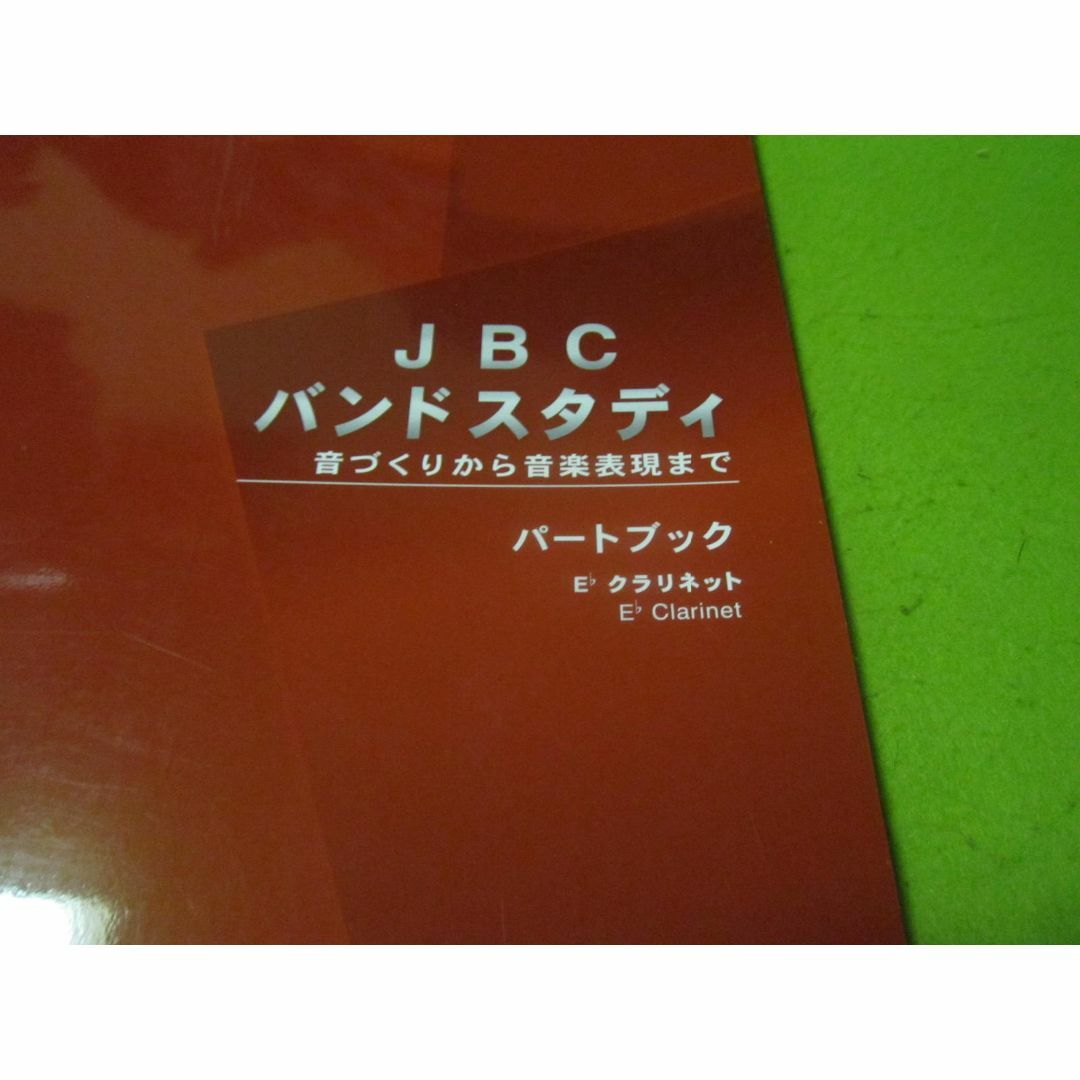 JBC
バンドスタディ
音づくりから音楽表現まで
パートブック
E♭ クラリネット
E♭ Clarinet